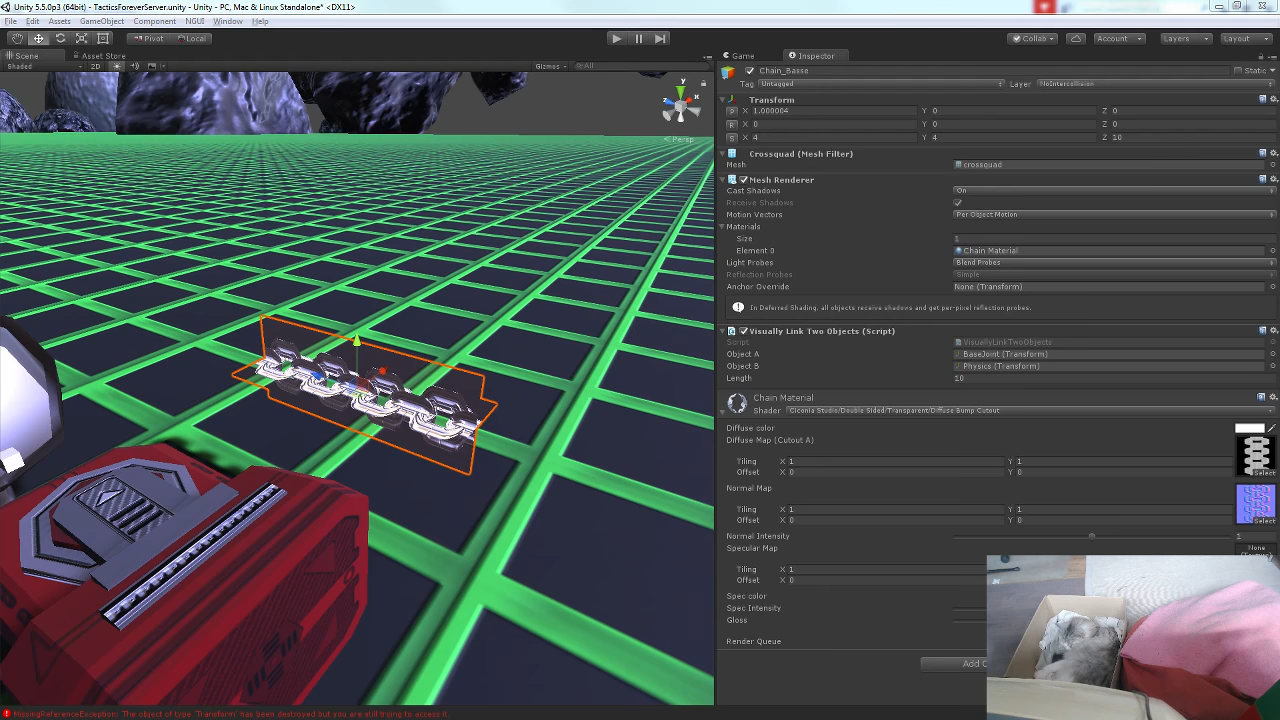 Unity 5.5.0p3 (64bit) - TacticsForeverServer.unity - Unity - PC, Mac & Linux Standalone* <DX11>
File Edit Assets GameObject Component NGUI Window Help
Pivot Local Collab Account Layers Layout
Scene Asset Store Game Inspector
Shaded 2D Gizmos All
Chain_Basse Static
Tag Untagged Layer NoIntercollision
Transform
P X 1.000004 Y 0 Z 0
R X 0 Y 0 Z 0
S X 4 Y 4 Z 10
y x z
Persp
Crossquad (Mesh Filter)
Mesh crossquad
Mesh Renderer
Cast Shadows On
Receive Shadows
Motion Vectors Per Object Motion
Materials
Size 1
Element 0 Chain Material
Light Probes Blend Probes
Reflection Probes Simple
Anchor Override None (Transform)
In Deferred Shading, all objects receive shadows and get per-pixel reflection probes.
Visually Link Two Objects (Script)
Script VisuallyLinkTwoObjects
Object A BaseJoint (Transform)
Object B Physics (Transform)
Length 10
Chain Material
Shader Ciconia Studio/Double Sided/Transparent/Diffuse Bump Cutout
Diffuse color
Diffuse Map (Cutout A)
Tiling X 1 Y 1
Offset X 0 Y 0
Select
Normal Map
Tiling X 1 Y 1
Offset X 0 Y 0
Select
Normal Intensity 1
Specular Map None
Tiling X 1
Offset X 0
Spec color
Spec Intensity
Gloss
Render Queue
Add C
MissingReferenceException: The object of type 'Transform' has been destroyed but you are still trying to access it.